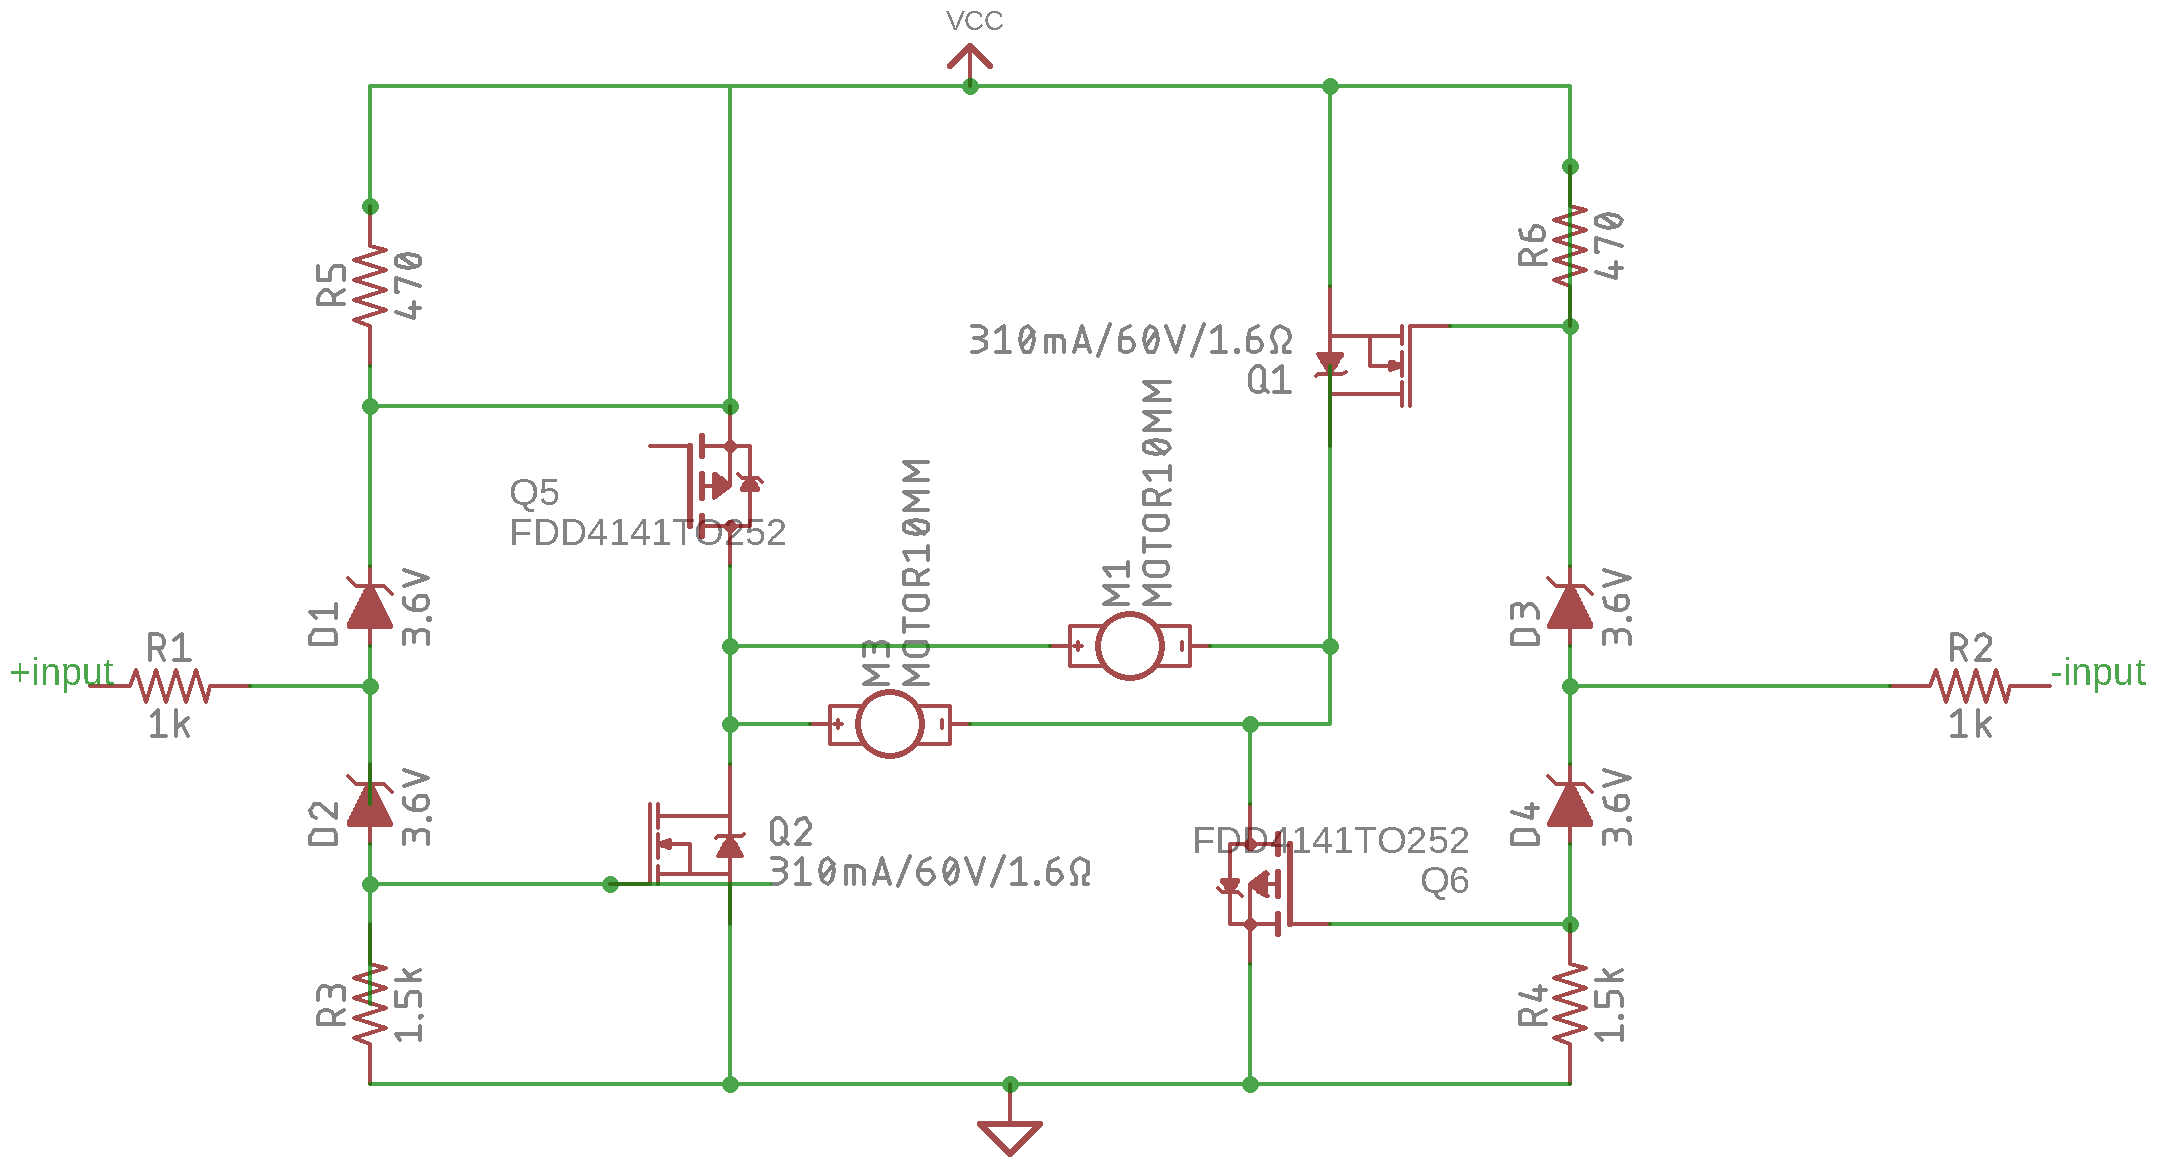 VCC
R5
470
R6
470
310mA/60V/1.6Ω
Q1
Q5
FDD4141TO252
MOTOR10MM
M3
MOTOR10MM
M1
D1
3.6V
D3
3.6V
+input
R1
1k
R2
1k
-input
D2
3.6V
Q2
310mA/60V/1.6Ω
FDD4141TO252
Q6
D4
3.6V
R3
1.5k
R4
1.5k
+
-
+
-